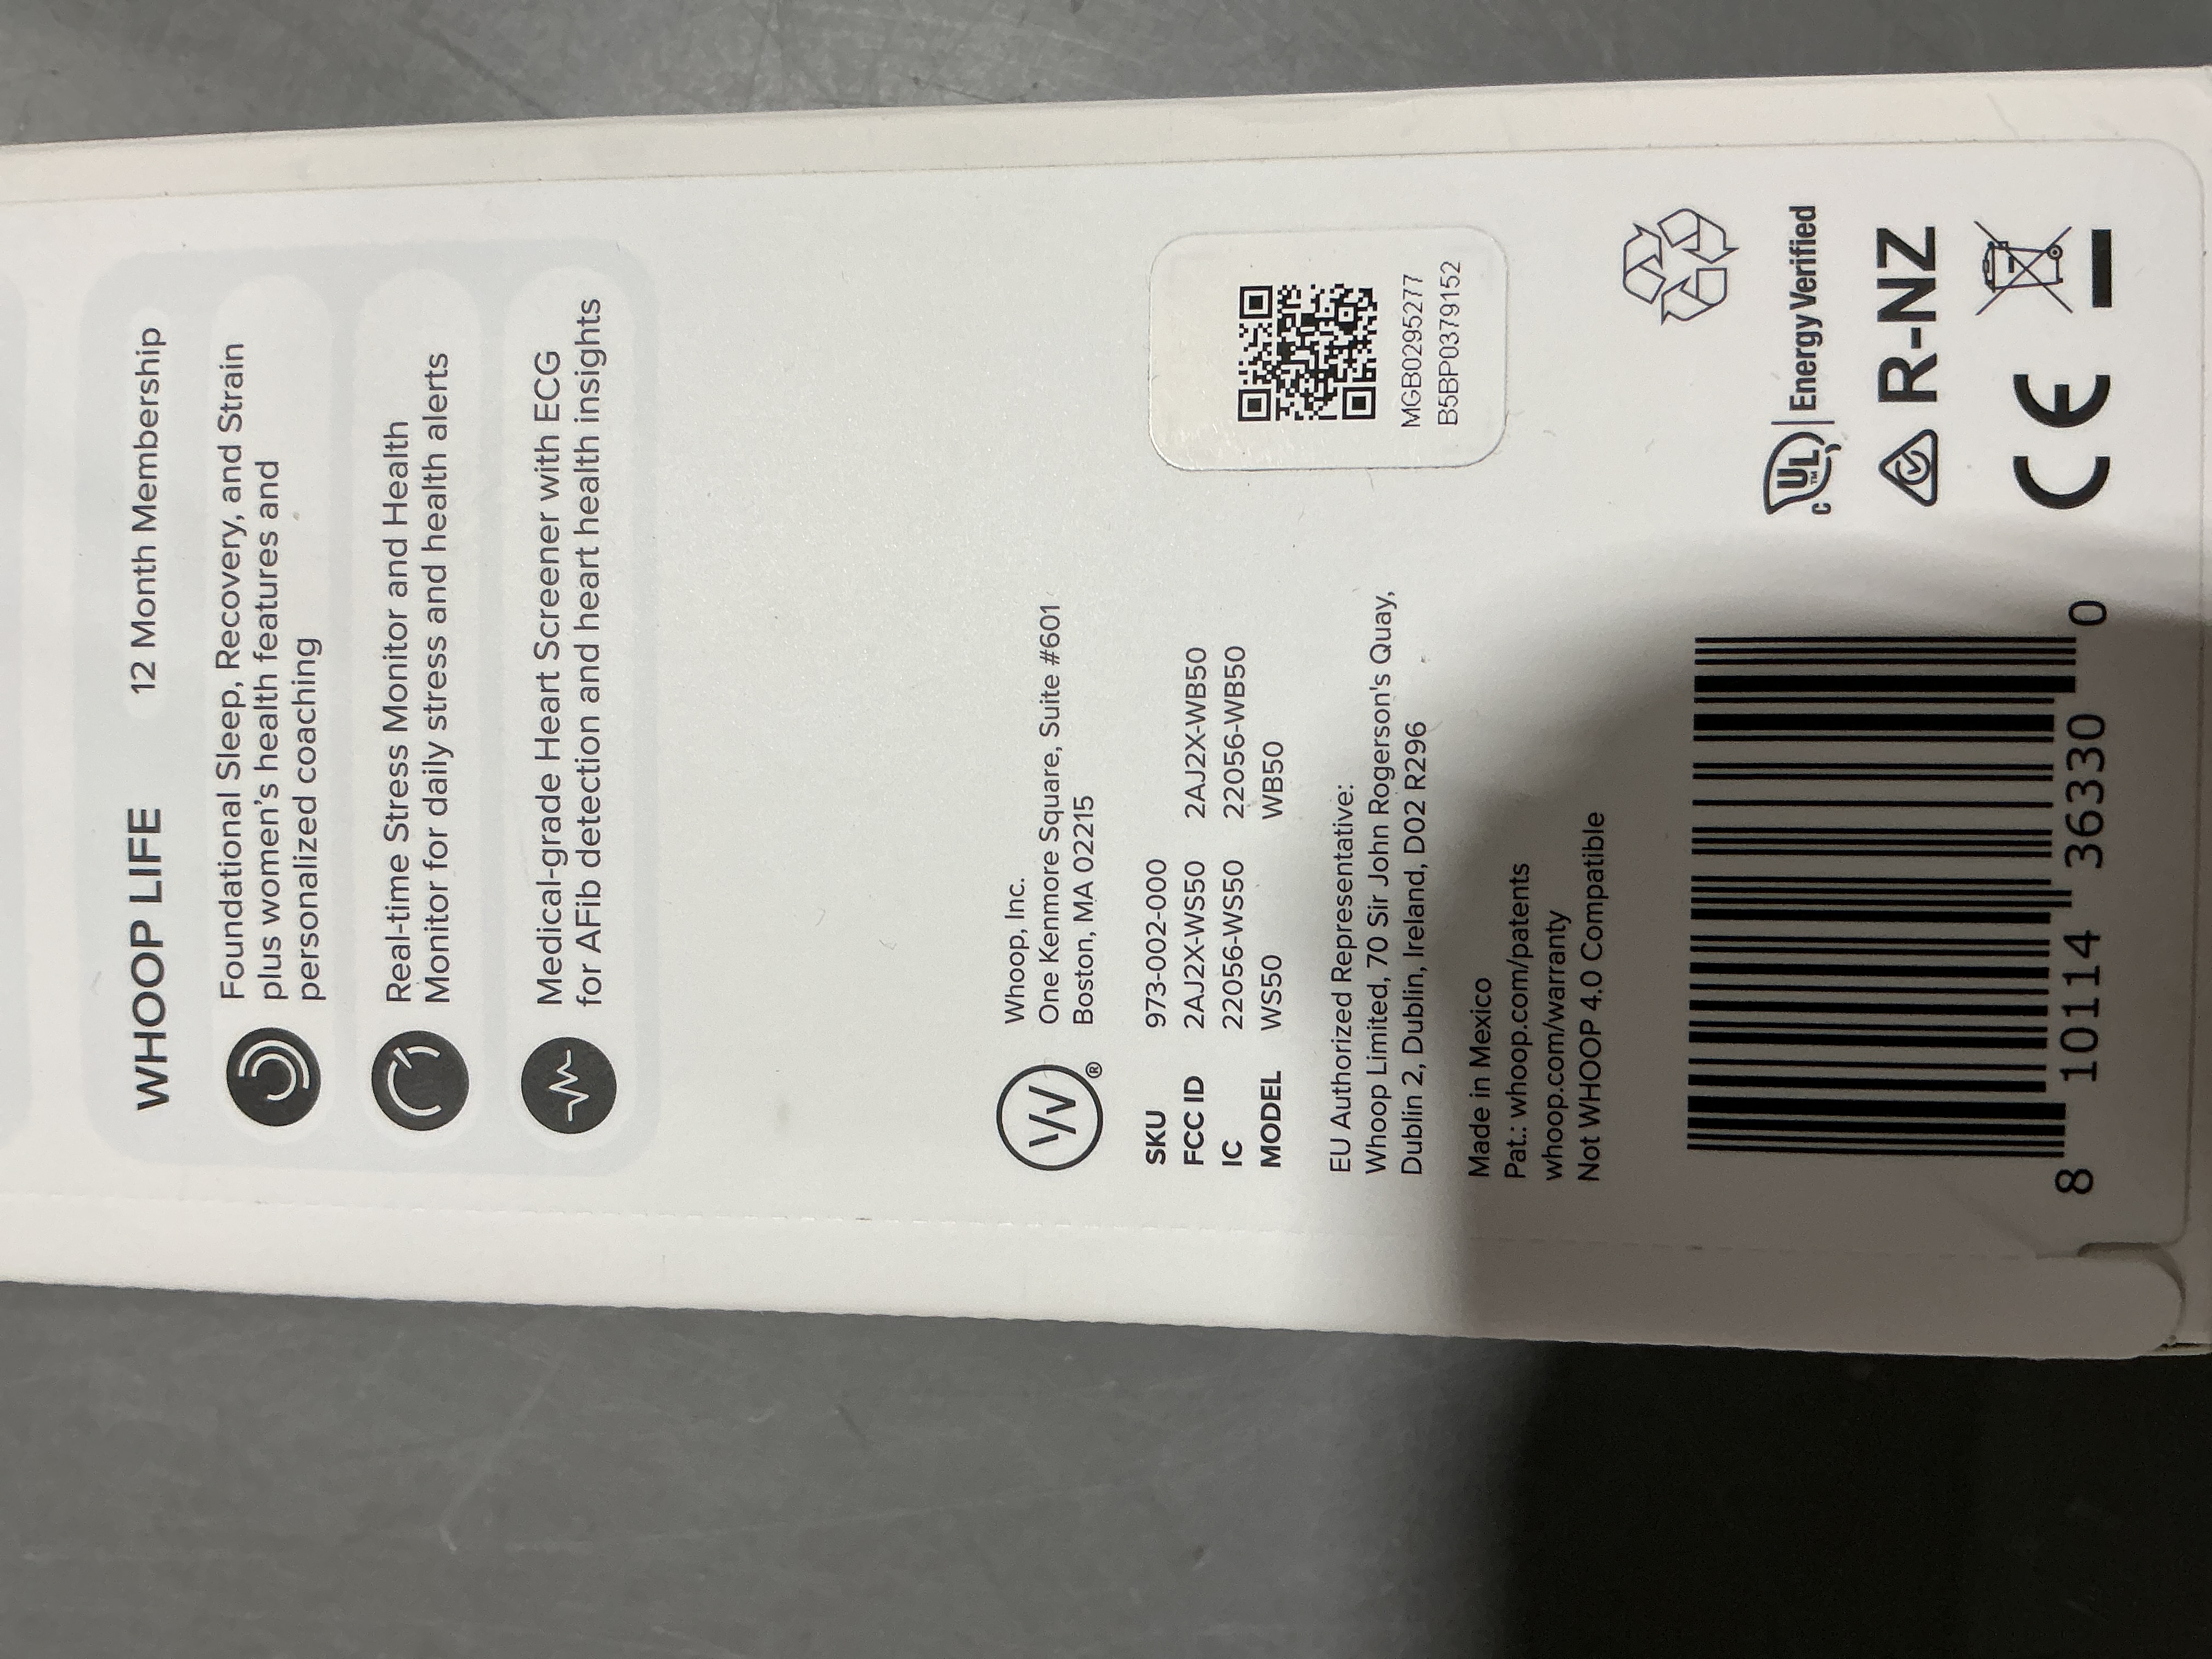 WHOOP LIFE 12 Month Membership
Foundational Sleep, Recovery, and Strain
plus women's health features and
personalized coaching
Real-time Stress Monitor and Health
Monitor for daily stress and health alerts
Medical-grade Heart Screener with ECG
for AFib detection and heart health insights
W®
Whoop, Inc.
One Kenmore Square, Suite #601
Boston, MA 02215
SKU 973-002-000
FCC ID 2AJ2X-WS50 2AJ2X-WB50
IC 22056-WS50 22056-WB50
MODEL WS50 WB50
MGB0295277
B5BP0379152
EU Authorized Representative:
Whoop Limited, 70 Sir John Rogerson's Quay,
Dublin 2, Dublin, Ireland, D02 R296
Made in Mexico
Pat.: whoop.com/patents
whoop.com/warranty
Not WHOOP 4.0 Compatible
c UL™ Energy Verified
R-NZ
CE
8 10114 36330 0